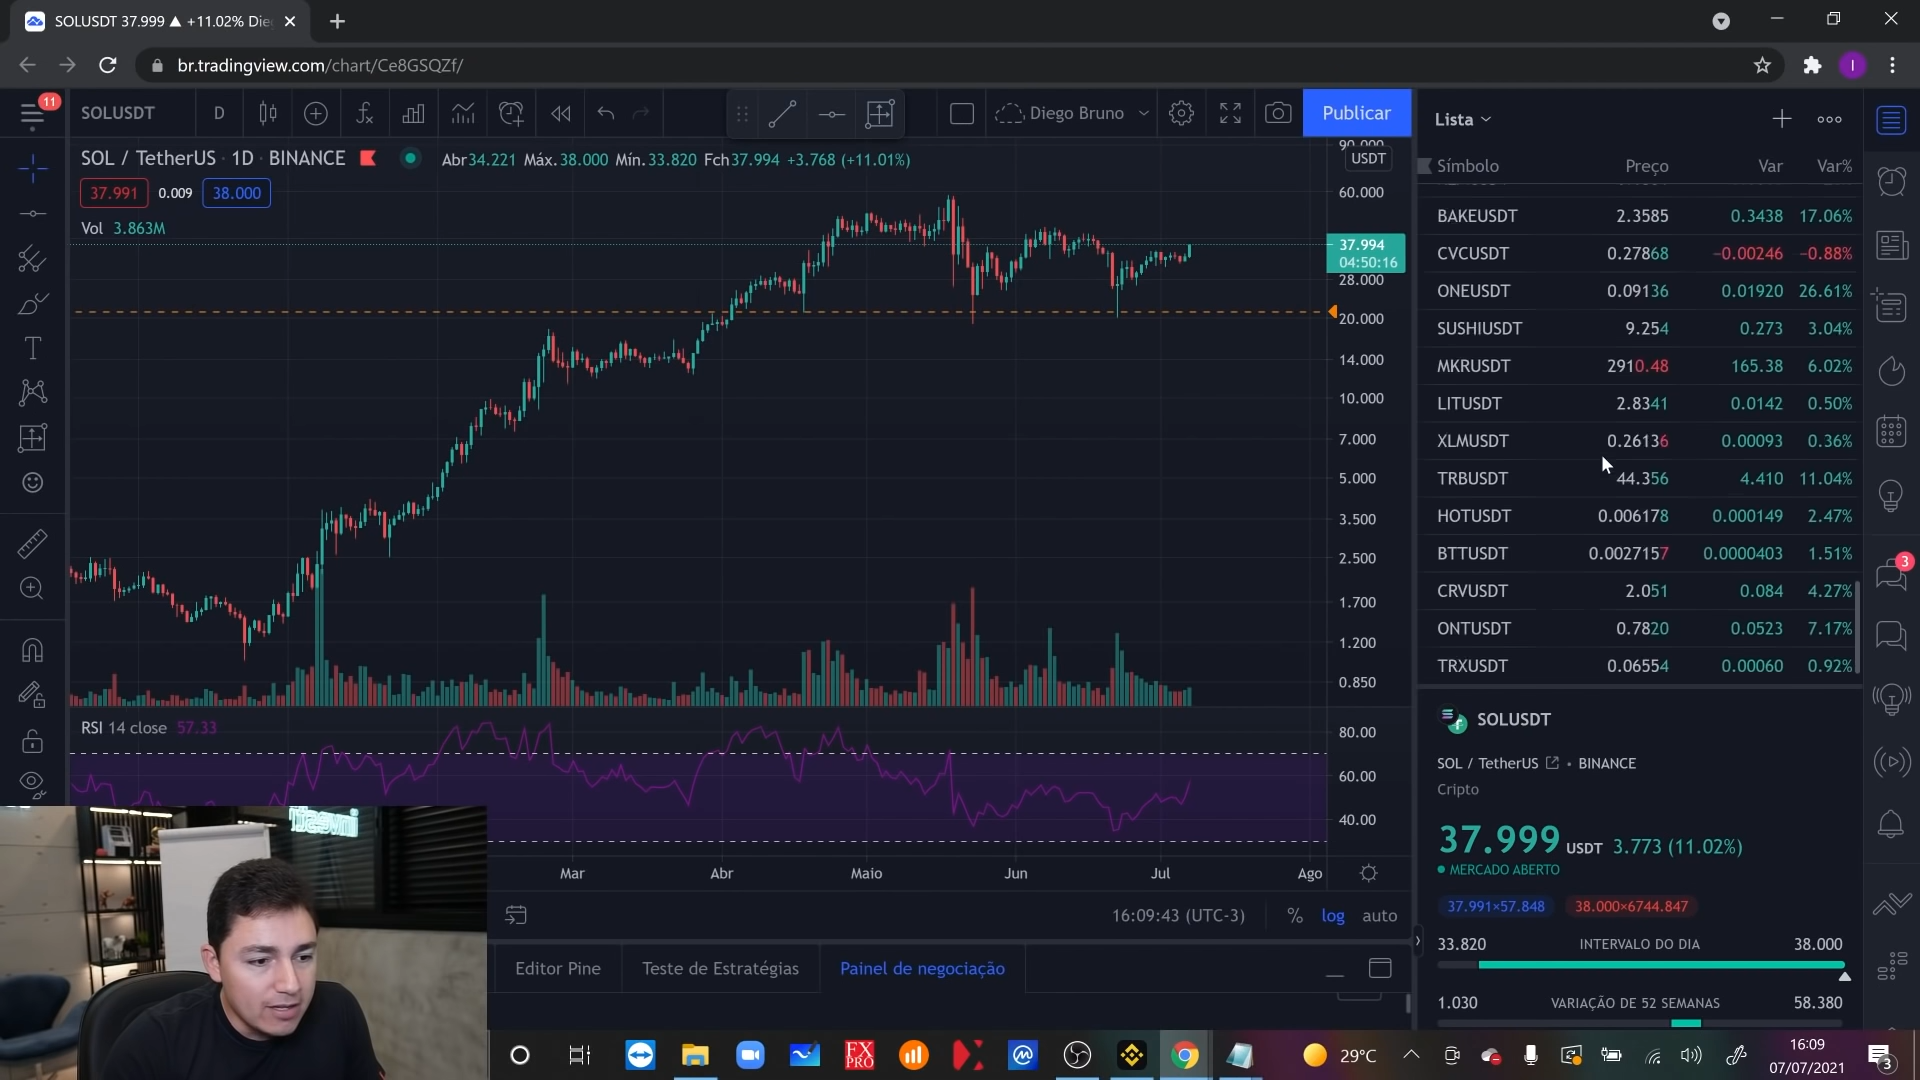 SOLUSDT 37.999 ▲ +11.02% Die
br.tradingview.com/chart/Ce8GSQZf/
11
SOLUSDT
D
Diego Bruno
Publicar
SOL / TetherUS · 1D · BINANCE
Abr34.221 Máx.38.000 Mín.33.820 Fch37.994 +3.768 (+11.01%)
37.991
0.009
38.000
Vol 3.863M
90.000
USDT
60.000
37.994
04:50:16
28.000
20.000
14.000
10.000
7.000
5.000
3.500
2.500
1.700
1.200
0.850
RSI 14 close 57.33
80.00
60.00
40.00
Mar
Abr
Maio
Jun
Jul
Ago
16:09:43 (UTC-3)
%
log
auto
Editor Pine
Teste de Estratégias
Painel de negociação
Lista
Símbolo Preço Var Var%
BAKEUSDT 2.3585 0.3438 17.06%
CVCUSDT 0.27868 −0.00246 −0.88%
ONEUSDT 0.09136 0.01920 26.61%
SUSHIUSDT 9.254 0.273 3.04%
MKRUSDT 2910.48 165.38 6.02%
LITUSDT 2.8341 0.0142 0.50%
XLMUSDT 0.26136 0.00093 0.36%
TRBUSDT 44.356 4.410 11.04%
HOTUSDT 0.006178 0.000149 2.47%
BTTUSDT 0.0027157 0.0000403 1.51%
CRVUSDT 2.051 0.084 4.27%
ONTUSDT 0.7820 0.0523 7.17%
TRXUSDT 0.06554 0.00060 0.92%
3
SOLUSDT
SOL / TetherUS • BINANCE
Cripto
37.999 USDT 3.773 (11.02%)
MERCADO ABERTO
37.991×57.848
38.000×6744.847
33.820 INTERVALO DO DIA 38.000
1.030 VARIAÇÃO DE 52 SEMANAS 58.380
FX
PRO
29°C
16:09
07/07/2021
3